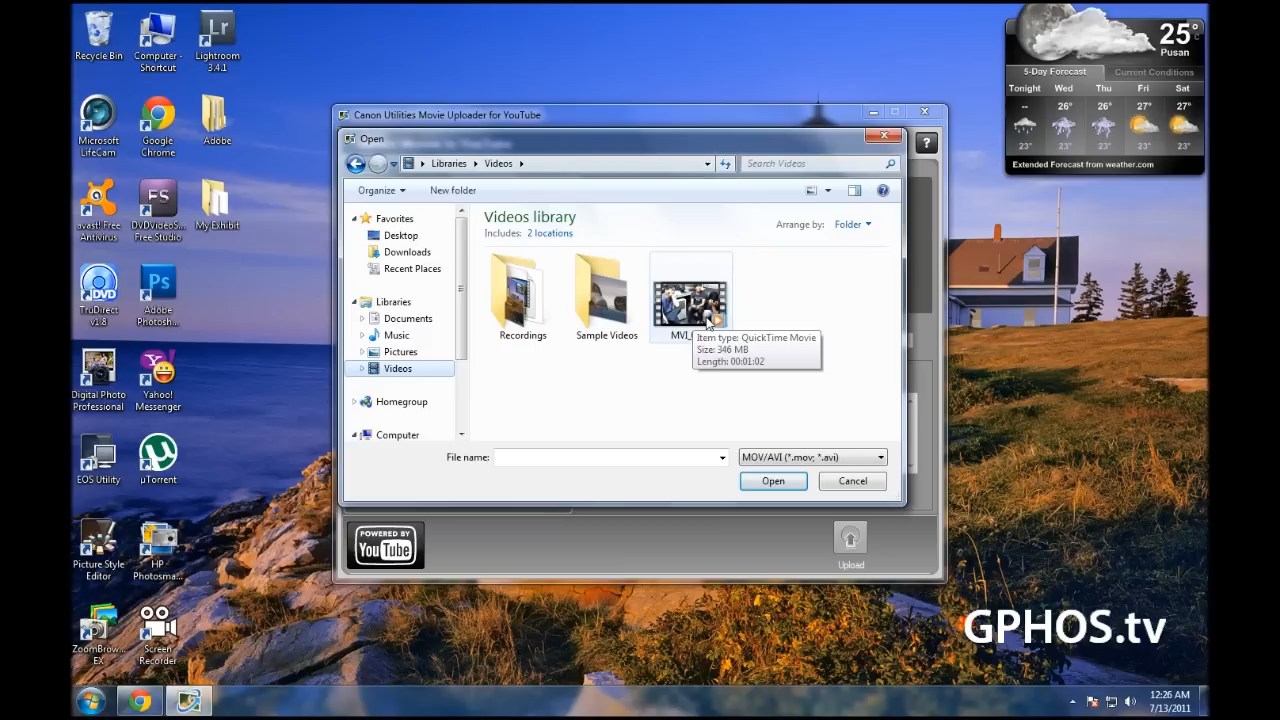 Recycle Bin
Computer - Shortcut
Lightroom 3.4.1
Microsoft LifeCam
Google Chrome
Adobe
avast! Free Antivirus
DVDVideoS... Free Studio
My Exhibit
TruDirect v1.8
Adobe Photosh...
Digital Photo Professional
Yahoo! Messenger
EOS Utility
µTorrent
Picture Style Editor
HP Photosma...
ZoomBrow... EX
Screen Recorder
Lr
FS
Ps
DVD
25°
C
Pusan
5-Day Forecast
Current Conditions
Tonight Wed Thu Fri Sat
-- 26° 26° 27° 27°
23° 23° 23° 23° 23°
Extended Forecast from weather.com
Canon Utilities Movie Uploader for YouTube
Open
Libraries Videos
Search Videos
Organize
New folder
Favorites
Desktop
Downloads
Recent Places
Libraries
Documents
Music
Pictures
Videos
Homegroup
Computer
Videos library
Includes: 2 locations
Arrange by: Folder
Recordings
Sample Videos
Item type: QuickTime Movie
Size: 346 MB
Length: 00:01:02
File name:
MOV/AVI (*.mov; *.avi)
Open
Cancel
POWERED BY
YouTube
Upload
GPHOS.tv
12:26 AM
7/13/2011